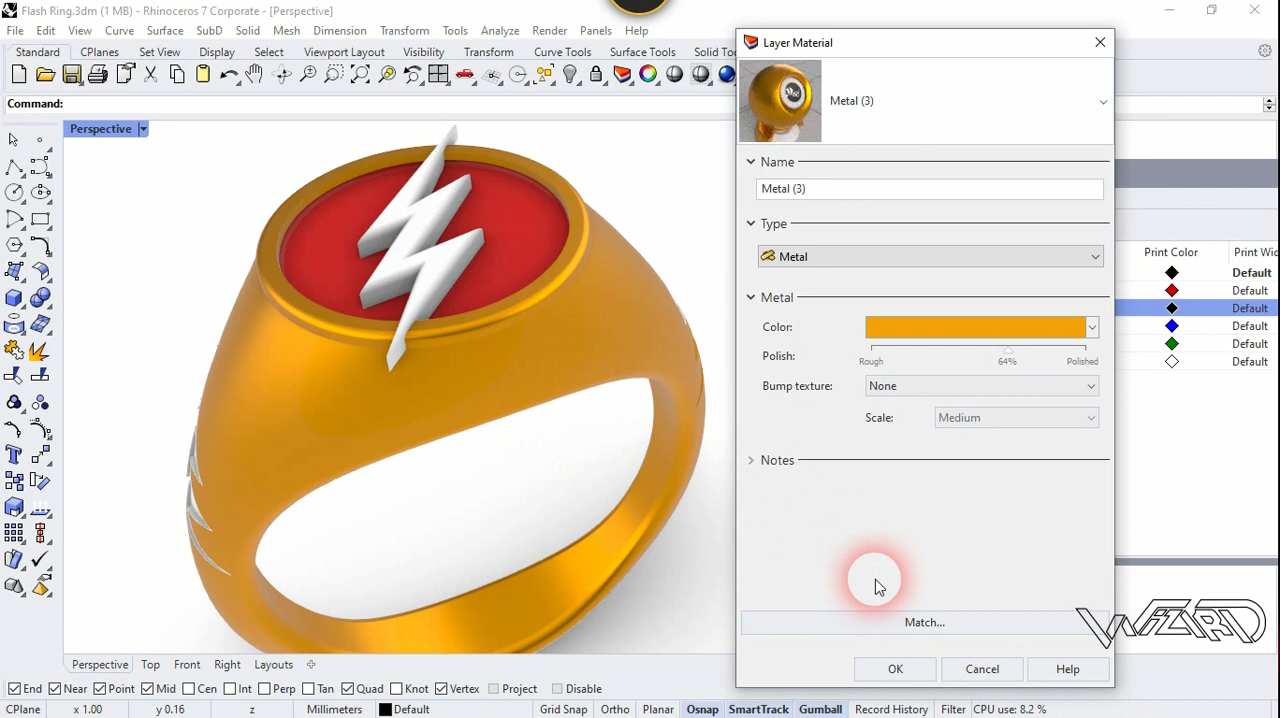 Flash Ring.3dm (1 MB) - Rhinoceros 7 Corporate - [Perspective]
File Edit View Curve Surface SubD Solid Mesh Dimension Transform Tools Analyze Render Panels Help
Standard CPlanes Set View Display Select Viewport Layout Visibility Transform Curve Tools Surface Tools Solid To
Command:
Perspective
Layer Material
Metal (3)
Name
Metal (3)
Type
Metal
Metal
Color:
Polish:
Rough 64% Polished
Bump texture: None
Scale: Medium
Notes
Match...
OK Cancel Help
Print Color Print Wi
Default
Default
Default
Default
Default
Default
WIZARD
Perspective Top Front Right Layouts
End Near Point Mid Cen Int Perp Tan Quad Knot Vertex Project Disable
CPlane x 1.00 y 0.16 z Millimeters Default Grid Snap Ortho Planar Osnap SmartTrack Gumball Record History Filter CPU use: 8.2 %